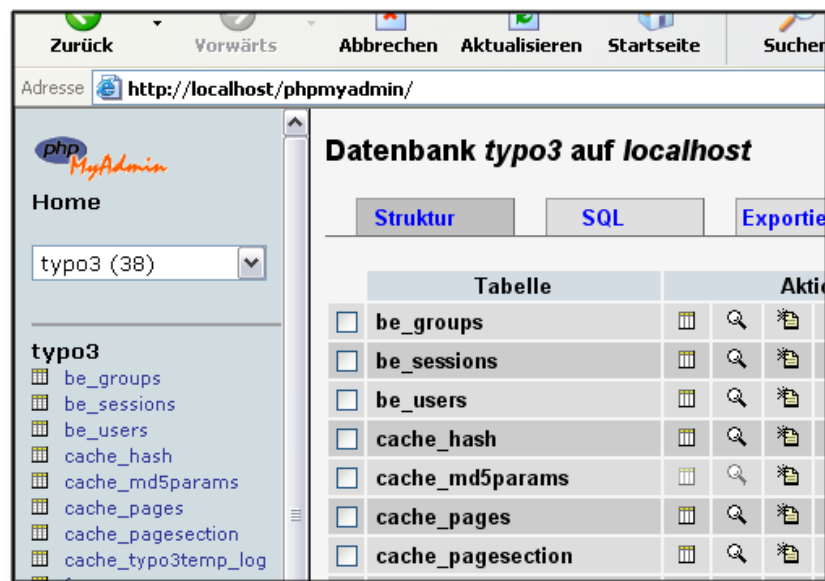 Zurück Vorwärts Abbrechen Aktualisieren Startseite Suchen
Adresse http://localhost/phpmyadmin/
php
MyAdmin
Home
typo3 (38)
typo3
be_groups
be_sessions
be_users
cache_hash
cache_md5params
cache_pages
cache_pagesection
cache_typo3temp_log
Datenbank typo3 auf localhost
Struktur SQL Exportie
Tabelle Aktio
be_groups
be_sessions
be_users
cache_hash
cache_md5params
cache_pages
cache_pagesection